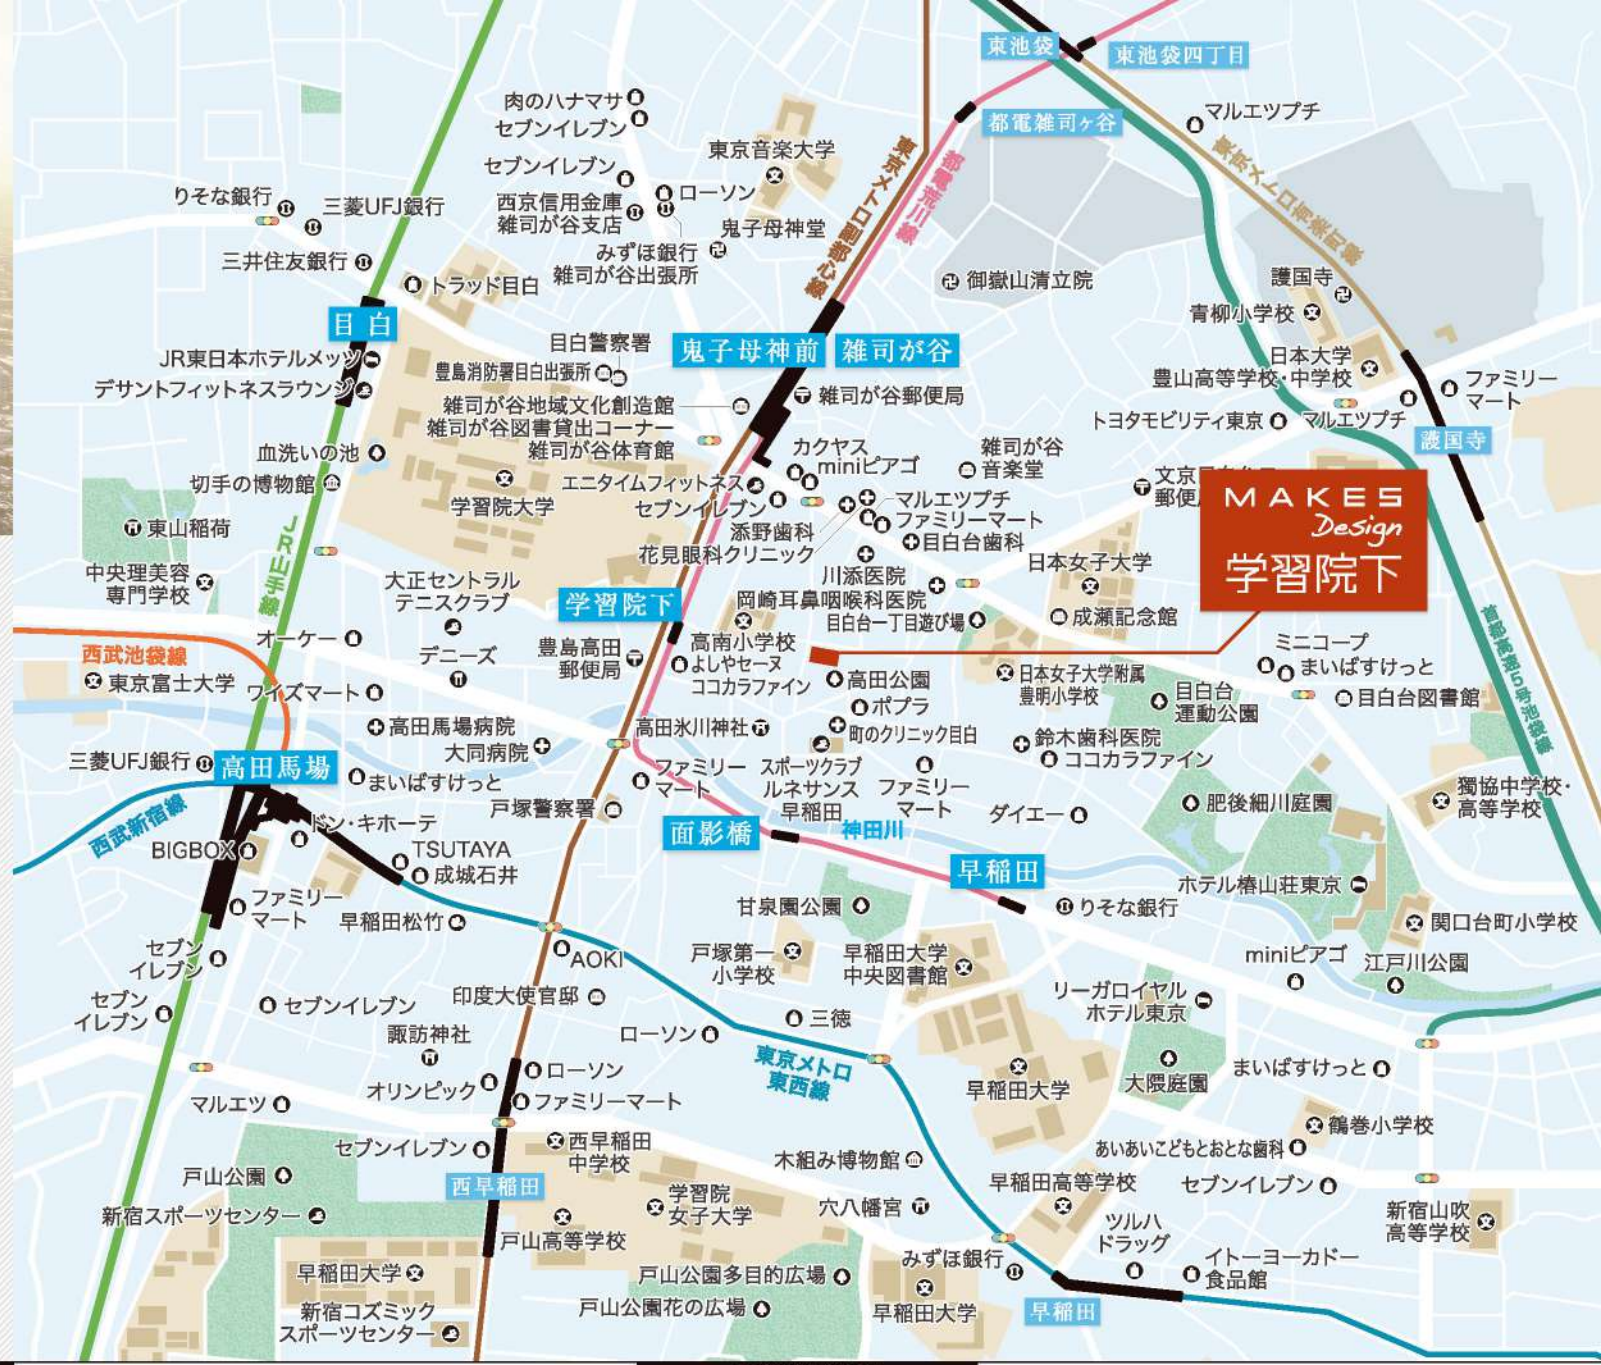 東池袋
東池袋四丁目
肉のハナマサ
セブンイレブン
都電雑司ヶ谷
マルエツプチ
東京音楽大学
セブンイレブン
東京メトロ副都心線
都電荒川線
東京メトロ有楽町線
りそな銀行
三菱UFJ銀行
西京信用金庫
雑司が谷支店
ローソン
鬼子母神堂
みずほ銀行
雑司が谷出張所
三井住友銀行
トラッド目白
御嶽山清立院
護国寺
青柳小学校
目白
目白警察署
鬼子母神前
雑司が谷
JR東日本ホテルメッツ
豊島消防署目白出張所
日本大学
豊山高等学校・中学校
ファミリー
マート
デサントフィットネスラウンジ
雑司が谷地域文化創造館
雑司が谷図書貸出コーナー
雑司が谷体育館
雑司が谷郵便局
トヨタモビリティ東京
マルエツプチ
護国寺
血洗いの池
切手の博物館
カクヤス
miniピアゴ
雑司が谷
音楽堂
学習院大学
エニタイムフィットネス
セブンイレブン
マルエツプチ
ファミリーマート
文京
郵便
MAKES
Design
学習院下
東山稲荷
JR山手線
添野歯科
花見眼科クリニック
目白台歯科
川添医院
日本女子大学
中央理美容
専門学校
大正セントラル
テニスクラブ
学習院下
岡崎耳鼻咽喉科医院
目白台一丁目遊び場
成瀬記念館
首都高速5号池袋線
オーケー
西武池袋線
東京富士大学
ワイズマート
デニーズ
豊島高田
郵便局
高南小学校
よしやセーヌ
ココカラファイン
高田公園
ポプラ
日本女子大学附属
豊明小学校
目白台
運動公園
ミニコープ
まいばすけっと
目白台図書館
高田馬場病院
大同病院
高田氷川神社
町のクリニック目白
鈴木歯科医院
ココカラファイン
三菱UFJ銀行
高田馬場
まいばすけっと
ファミリー
マート
スポーツクラブ
ルネサンス
早稲田
ファミリー
マート
ダイエー
肥後細川庭園
獨協中学校・
高等学校
西武新宿線
戸塚警察署
面影橋
神田川
ドン・キホーテ
BIGBOX
TSUTAYA
成城石井
早稲田
ホテル椿山荘東京
ファミリー
マート
早稲田松竹
甘泉園公園
りそな銀行
関口台町小学校
セブン
イレブン
AOKI
戸塚第一
小学校
早稲田大学
中央図書館
miniピアゴ
江戸川公園
セブン
イレブン
セブンイレブン
印度大使官邸
諏訪神社
ローソン
三徳
リーガロイヤル
ホテル東京
東京メトロ
東西線
オリンピック
ローソン
早稲田大学
大隈庭園
まいばすけっと
マルエツ
ファミリーマート
鶴巻小学校
セブンイレブン
西早稲田
中学校
あいあいこどもとおとな歯科
戸山公園
西早稲田
木組み博物館
早稲田高等学校
セブンイレブン
新宿スポーツセンター
学習院
女子大学
穴八幡宮
ツルハ
ドラッグ
新宿山吹
高等学校
戸山高等学校
早稲田大学
戸山公園多目的広場
みずほ銀行
イトーヨーカドー
食品館
新宿コズミック
スポーツセンター
戸山公園花の広場
早稲田大学
早稲田